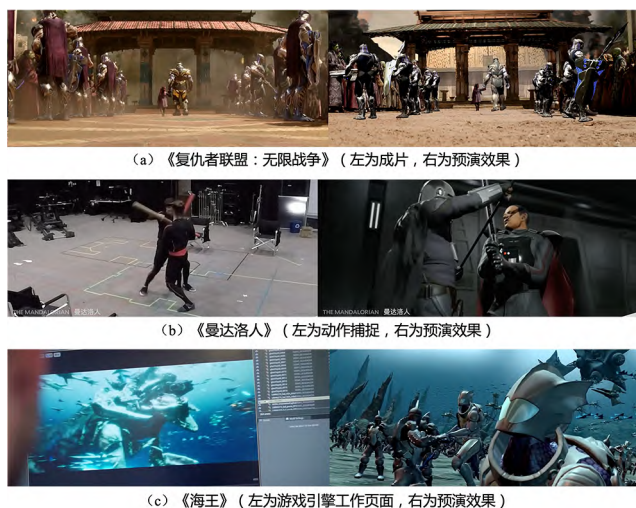 （a）《复仇者联盟：无限战争》（左为成片，右为预演效果）
THE MANDALORIAN 曼达洛人
THE MANDALORIAN 曼达洛人
（b）《曼达洛人》（左为动作捕捉，右为预演效果）
（c）《海王》（左为游戏引擎工作页面，右为预演效果）